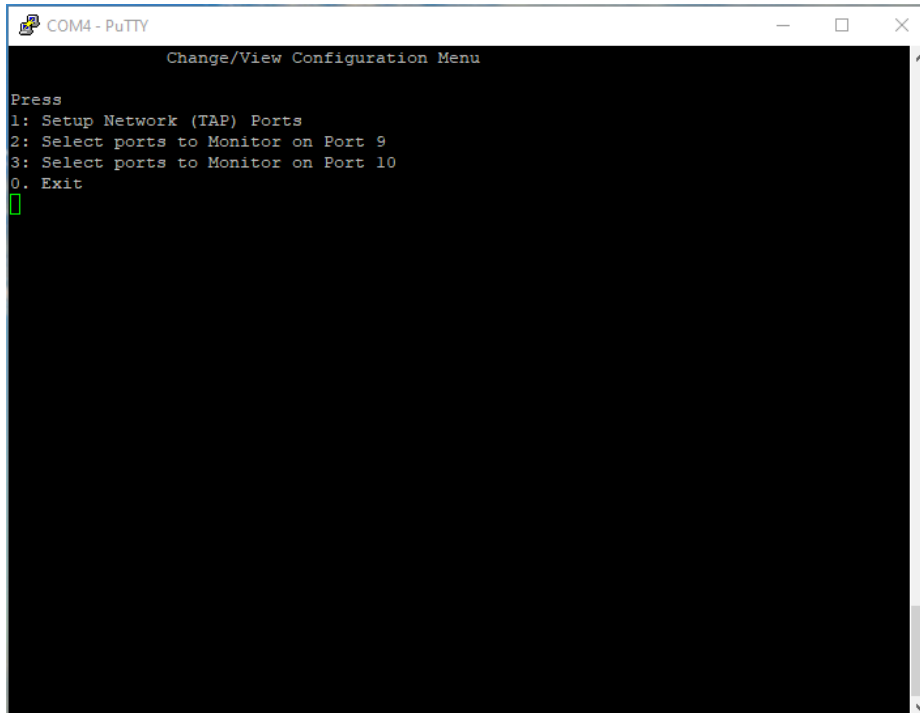 COM4 - PuTTY
Change/View Configuration Menu
Press
1: Setup Network (TAP) Ports
2: Select ports to Monitor on Port 9
3: Select ports to Monitor on Port 10
0. Exit